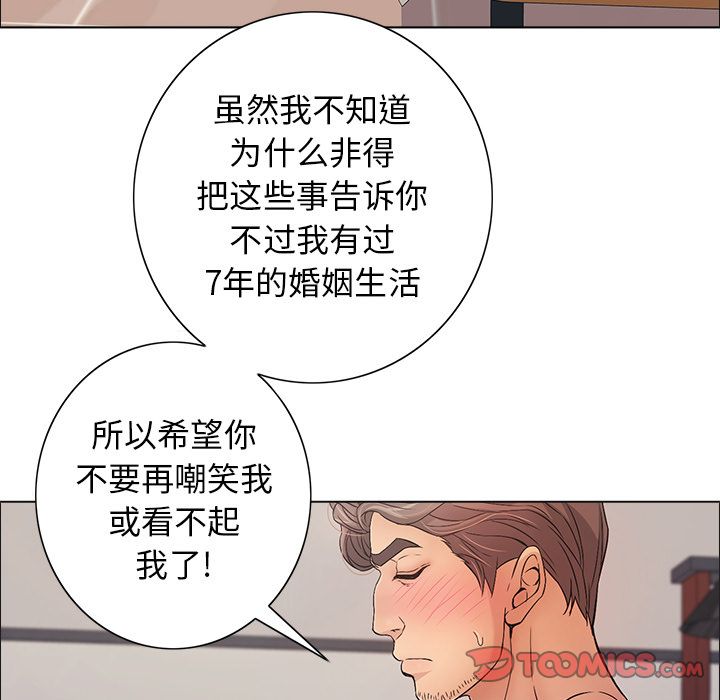 虽然我不知道
为什么非得
把这些事告诉你
不过我有过
7年的婚姻生活
所以希望你
不要再嘲笑我
或看不起
我了!
TOOMICS.com